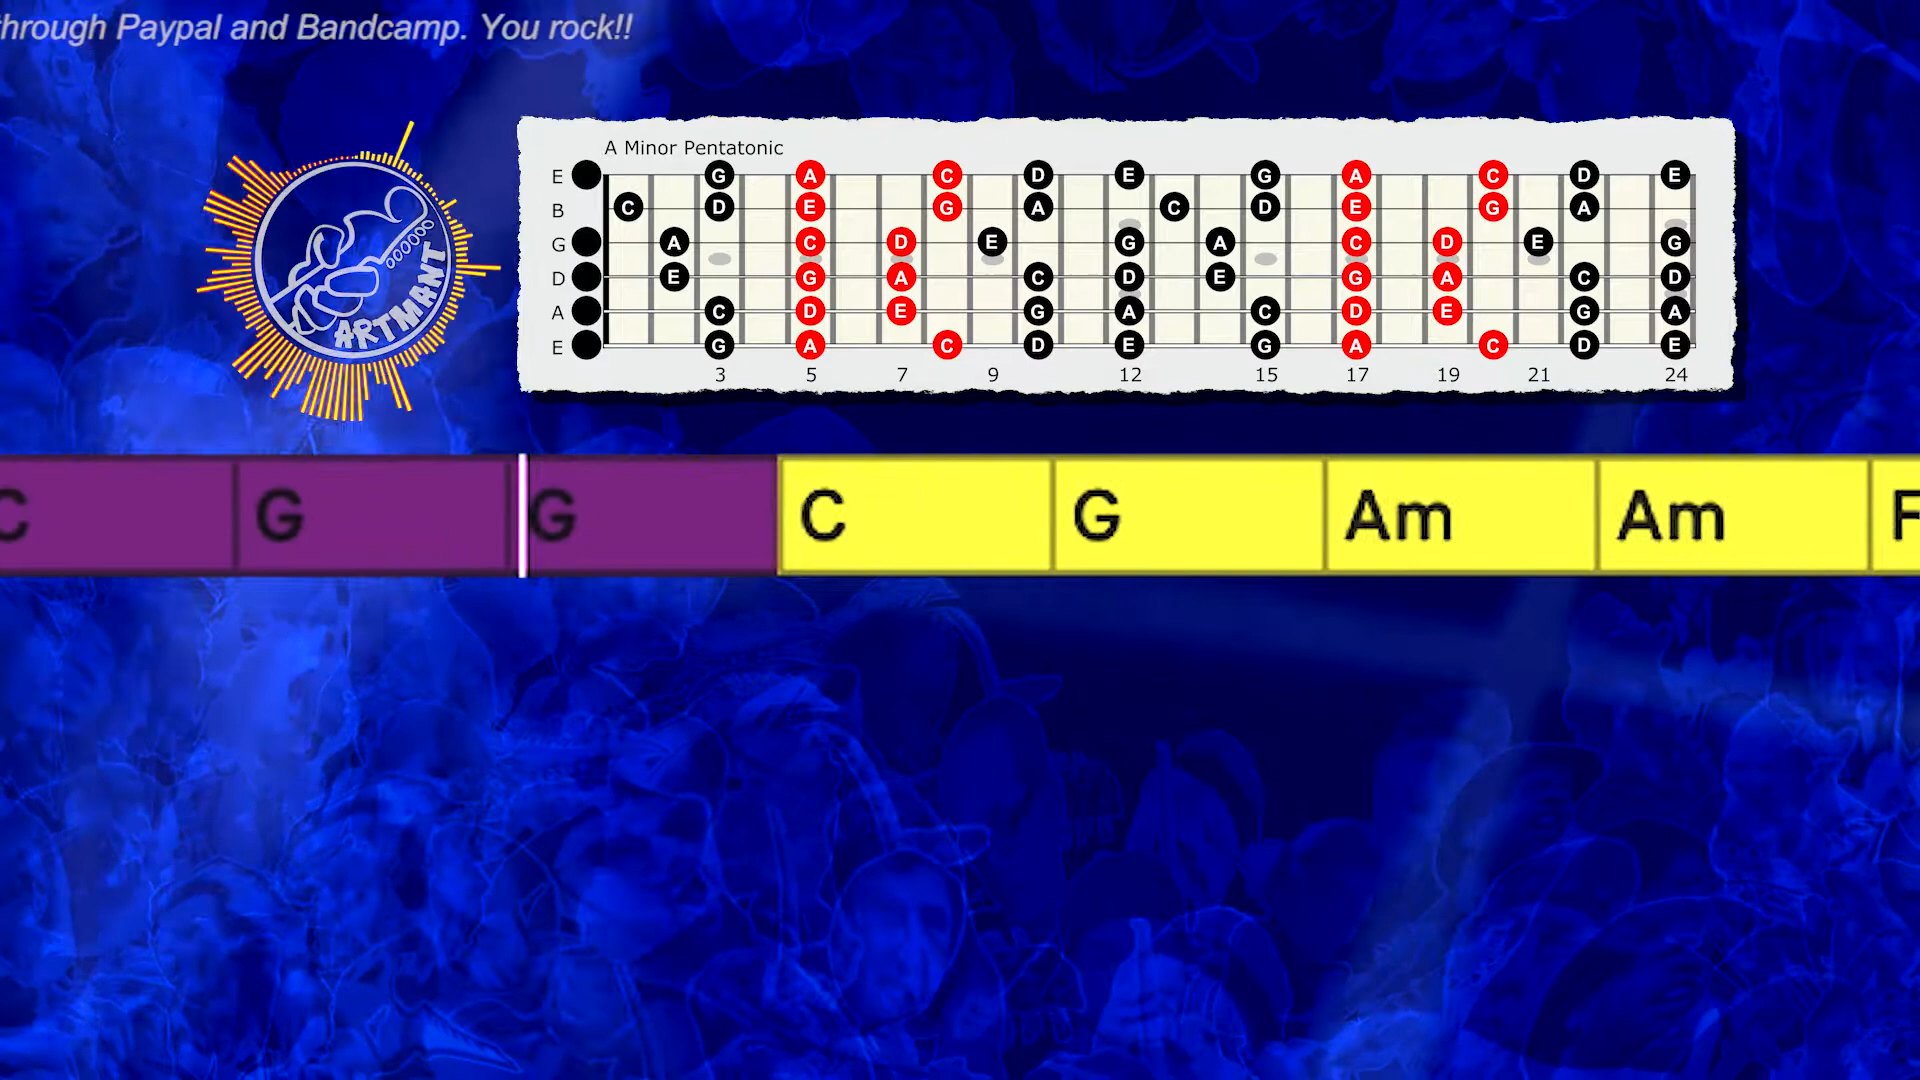 through Paypal and Bandcamp. You rock!!
A Minor Pentatonic
E G A C D E G A C D E
B C D E G A C D E G A
G A C D E G A C D E G
D E G A C D E G A C D
A C D E G A C D E G A
E G A C D E G A C D E
3 5 7 9 12 15 17 19 21 24
ARTMANT
C G G C G Am Am F